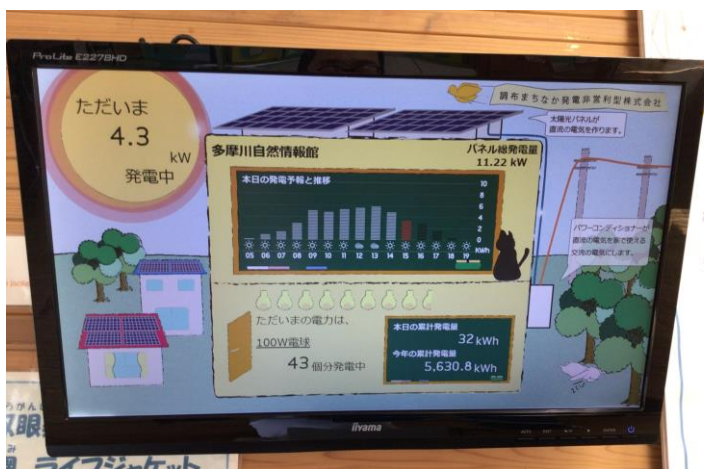 ProLite E2278HD
ただいま
4.3
kW
発電中
調布まちなか発電非営利型株式会社
太陽光パネルが
直流の電気を作ります。
多摩川自然情報館
パネル総発電量
11.22 kW
本日の発電予報と推移
10
8
6
4
2
0
kWh
05 06 07 08 09 10 11 12 13 14 15 16 17 18 19
パワーコンディショナーが
直流の電気を家で使える
交流の電気にします。
ただいまの電力は、
100W電球
43 個分発電中
本日の累計発電量
32 kWh
今年の累計発電量
5,630.8 kWh
iiyama
眼
ライフジャケット